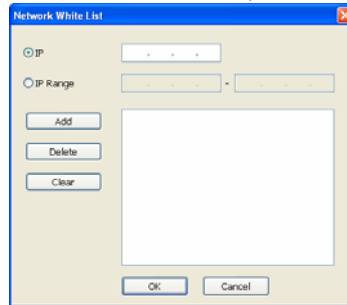 Network White List
IP
. . .
IP Range
. . . - . . .
Add
Delete
Clear
OK Cancel